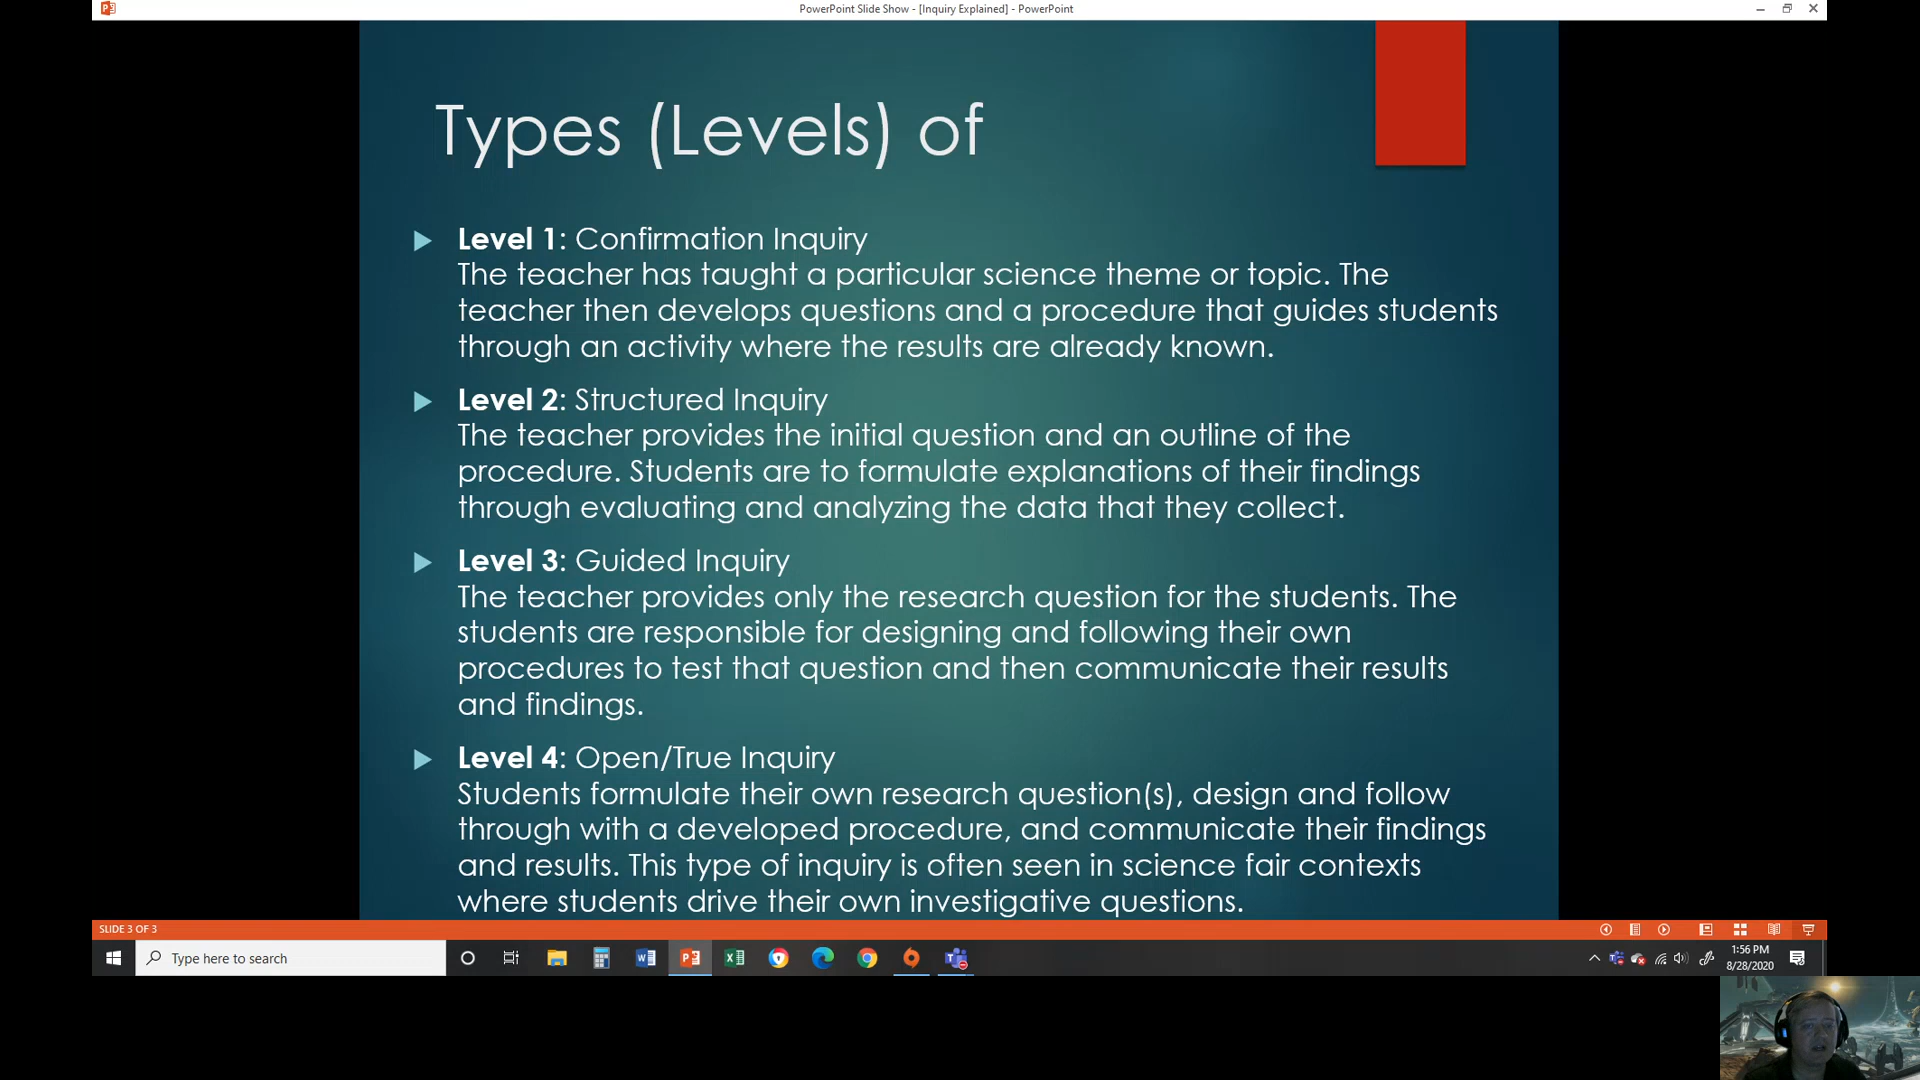 PowerPoint Slide Show - [Inquiry Explained] - PowerPoint
Types (Levels) of
Level 1: Confirmation Inquiry
The teacher has taught a particular science theme or topic. The
teacher then develops questions and a procedure that guides students
through an activity where the results are already known.
Level 2: Structured Inquiry
The teacher provides the initial question and an outline of the
procedure. Students are to formulate explanations of their findings
through evaluating and analyzing the data that they collect.
Level 3: Guided Inquiry
The teacher provides only the research question for the students. The
students are responsible for designing and following their own
procedures to test that question and then communicate their results
and findings.
Level 4: Open/True Inquiry
Students formulate their own research question(s), design and follow
through with a developed procedure, and communicate their findings
and results. This type of inquiry is often seen in science fair contexts
where students drive their own investigative questions.
SLIDE 3 OF 3
Type here to search
1:56 PM
8/28/2020